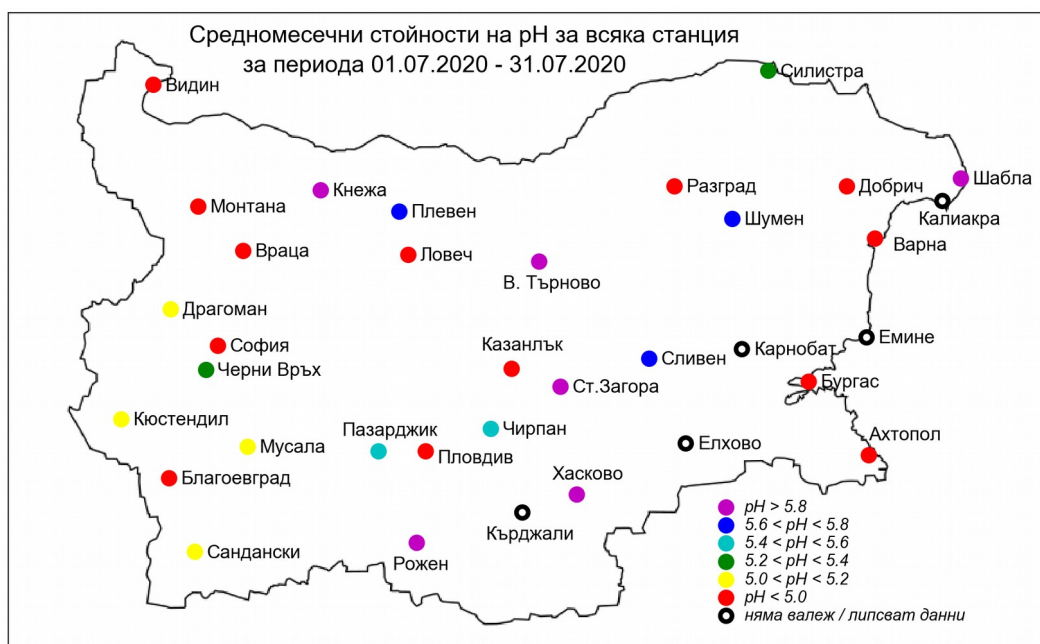 Средномесечни стойности на pH за всяка станция
за периода 01.07.2020 - 31.07.2020
Силистра
Видин
Шабла
Кнежа
Разград
Добрич
Монтана
Плевен
Шумен
Калиакра
Варна
Враца
Ловеч
В. Търново
Драгоман
София
Казанлък
Сливен
Карнобат
Емине
Черни Връх
Ст.Загора
Бургас
Кюстендил
Мусала
Пазарджик
Чирпан
Елхово
Ахтопол
Пловдив
Благоевград
Хасково
Кърджали
Сандански
Рожен
pH > 5.8
5.6 < pH < 5.8
5.4 < pH < 5.6
5.2 < pH < 5.4
5.0 < pH < 5.2
pH < 5.0
няма валеж / липсват данни